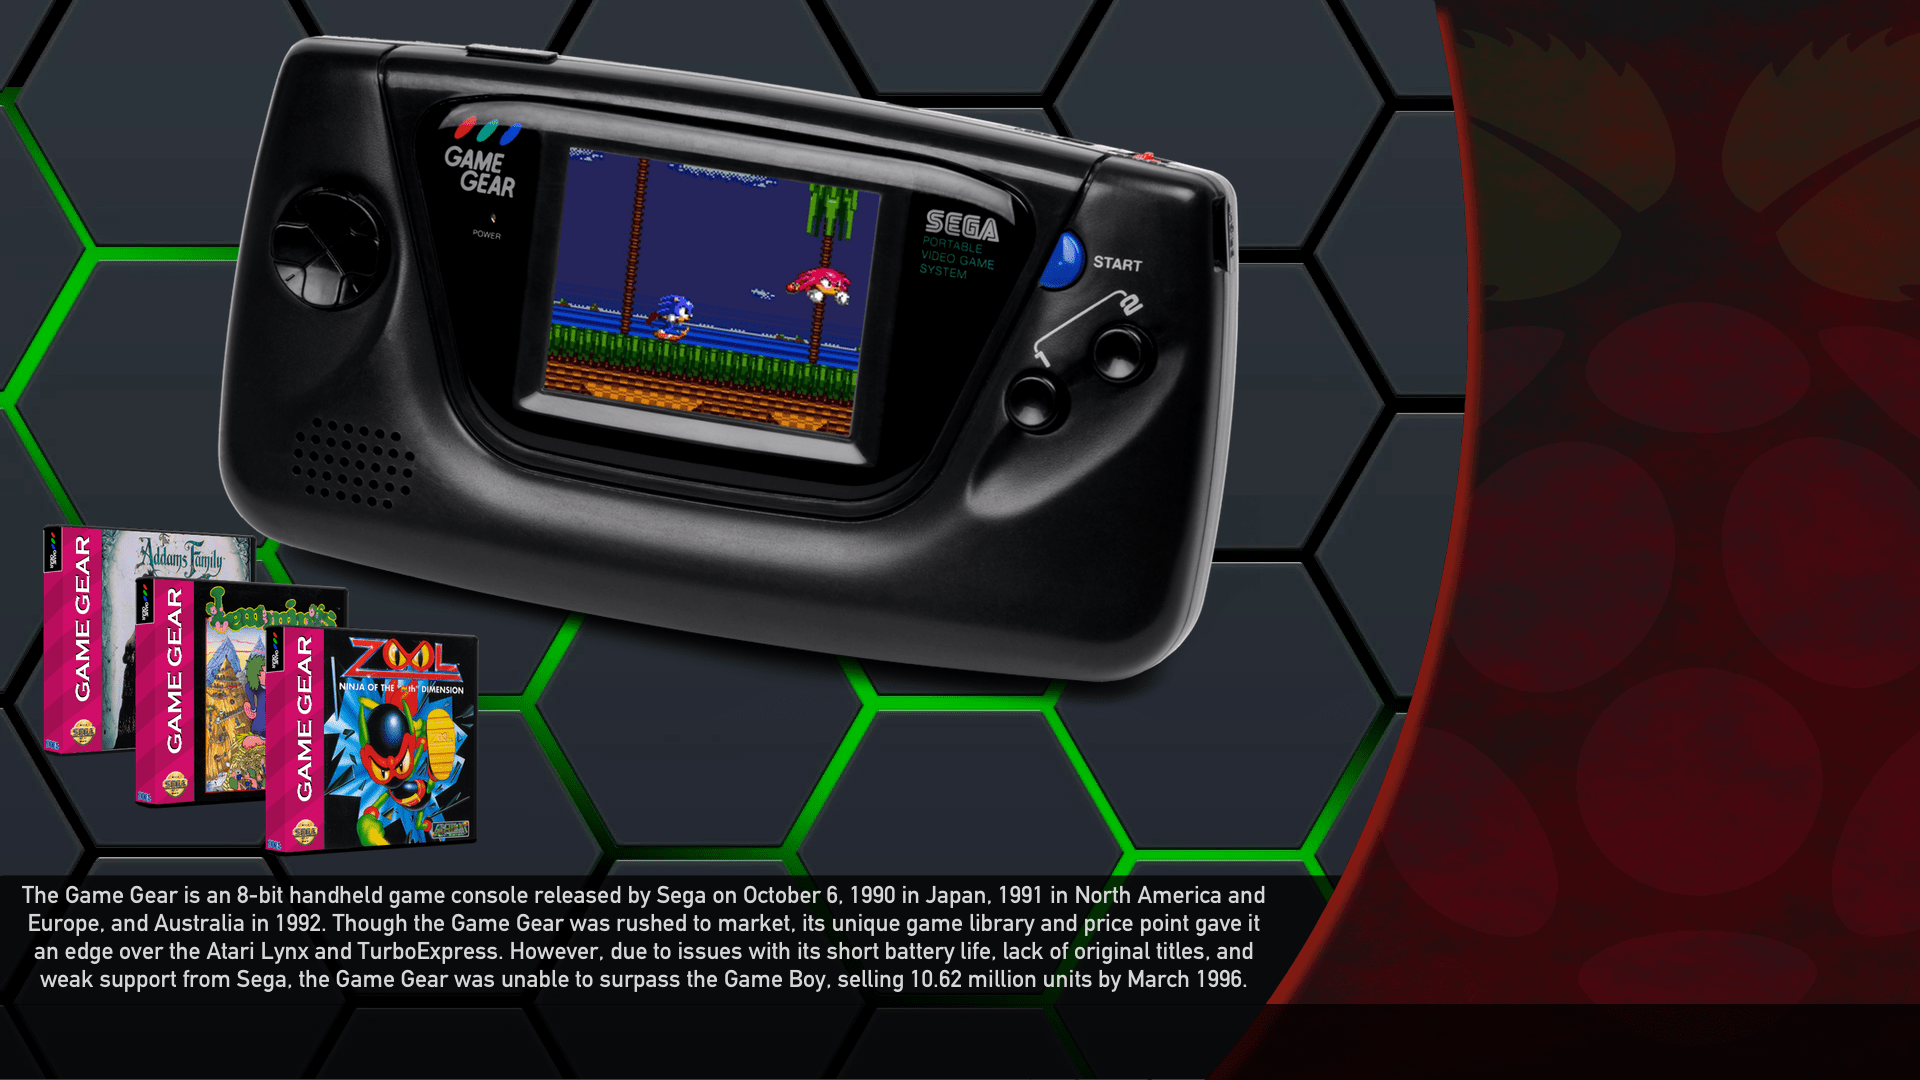 GAME
GEAR
POWER
SEGA
PORTABLE
VIDEO GAME
SYSTEM
START
2
1
GAME GEAR
The
Addams Family
SEGA
GAME GEAR
Lemmings
SEGA
GAME GEAR
ZOOL
NINJA OF THE "th" DIMENSION
SEGA
The Game Gear is an 8-bit handheld game console released by Sega on October 6, 1990 in Japan, 1991 in North America and
Europe, and Australia in 1992. Though the Game Gear was rushed to market, its unique game library and price point gave it
an edge over the Atari Lynx and TurboExpress. However, due to issues with its short battery life, lack of original titles, and
weak support from Sega, the Game Gear was unable to surpass the Game Boy, selling 10.62 million units by March 1996.